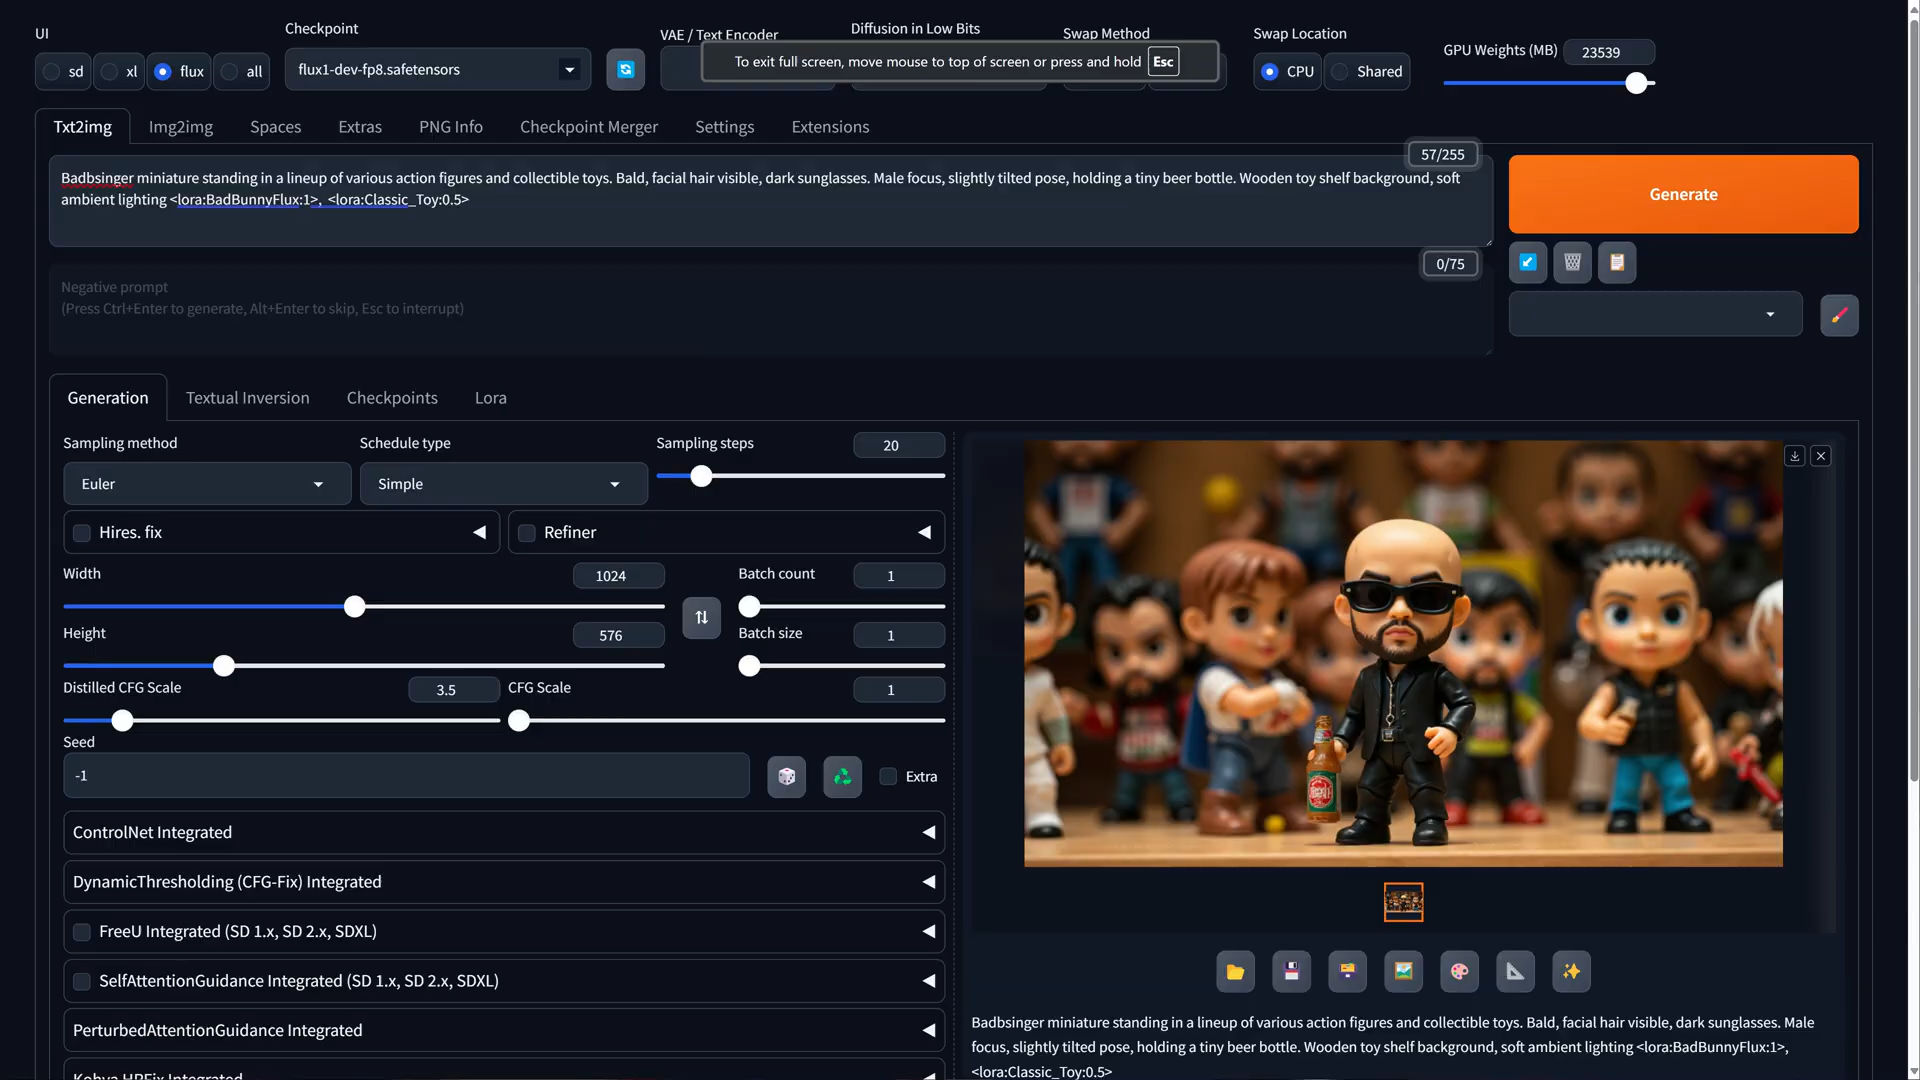 UI
Checkpoint
VAE / Text Encoder
Diffusion in Low Bits
Swap Method
Swap Location
GPU Weights (MB)
23539
sd
xl
flux
all
flux1-dev-fp8.safetensors
To exit full screen, move mouse to top of screen or press and hold Esc
CPU
Shared
Txt2img
Img2img
Spaces
Extras
PNG Info
Checkpoint Merger
Settings
Extensions
57/255
Badbsinger miniature standing in a lineup of various action figures and collectible toys. Bald, facial hair visible, dark sunglasses. Male focus, slightly tilted pose, holding a tiny beer bottle. Wooden toy shelf background, soft
ambient lighting <lora:BadBunnyFlux:1>, <lora:Classic_Toy:0.5>
Generate
0/75
Negative prompt
(Press Ctrl+Enter to generate, Alt+Enter to skip, Esc to interrupt)
Generation
Textual Inversion
Checkpoints
Lora
Sampling method
Schedule type
Sampling steps
20
Euler
Simple
Hires. fix
Refiner
Width
1024
Batch count
1
Height
576
Batch size
1
Distilled CFG Scale
3.5
CFG Scale
1
Seed
-1
Extra
ControlNet Integrated
DynamicThresholding (CFG-Fix) Integrated
FreeU Integrated (SD 1.x, SD 2.x, SDXL)
SelfAttentionGuidance Integrated (SD 1.x, SD 2.x, SDXL)
PerturbedAttentionGuidance Integrated
Kohya HRFix Integrated
Badbsinger miniature standing in a lineup of various action figures and collectible toys. Bald, facial hair visible, dark sunglasses. Male
focus, slightly tilted pose, holding a tiny beer bottle. Wooden toy shelf background, soft ambient lighting <lora:BadBunnyFlux:1>,
<lora:Classic_Toy:0.5>